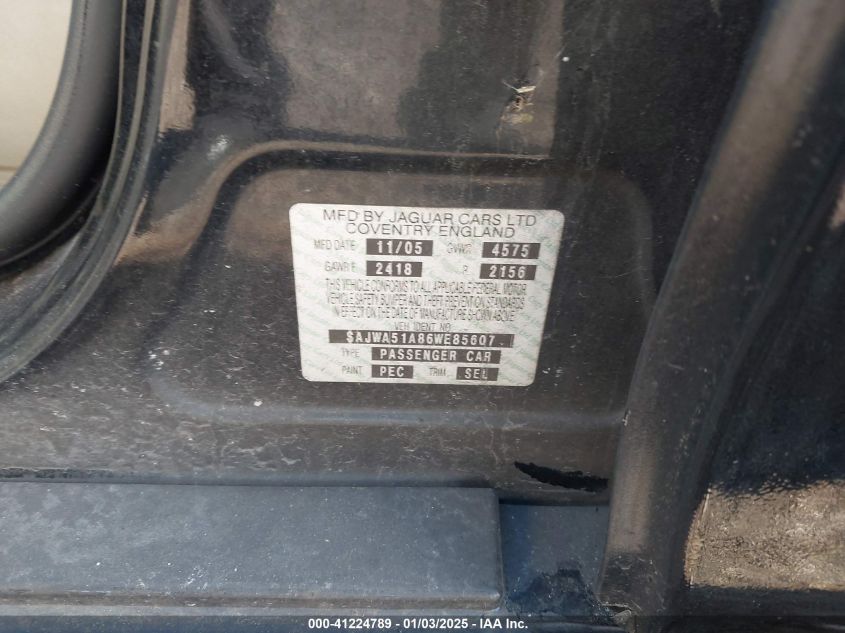 MFD BY JAGUAR CARS LTD
COVENTRY ENGLAND
MFD DATE 11/05 GVWR 4575
GAWR F 2418 R 2156
THIS VEHICLE CONFORMS TO ALL APPLICABLE FEDERAL MOTOR
VEHICLE SAFETY BUMPER AND THEFT PREVENTION STANDARDS
IN EFFECT ON THE DATE OF MANUFACTURE SHOWN ABOVE
VEH IDENT NO
SAJWA51A86WE85607
TYPE PASSENGER CAR
PAINT PEC TRIM SEL
000-41224789 - 01/03/2025 - IAA Inc.